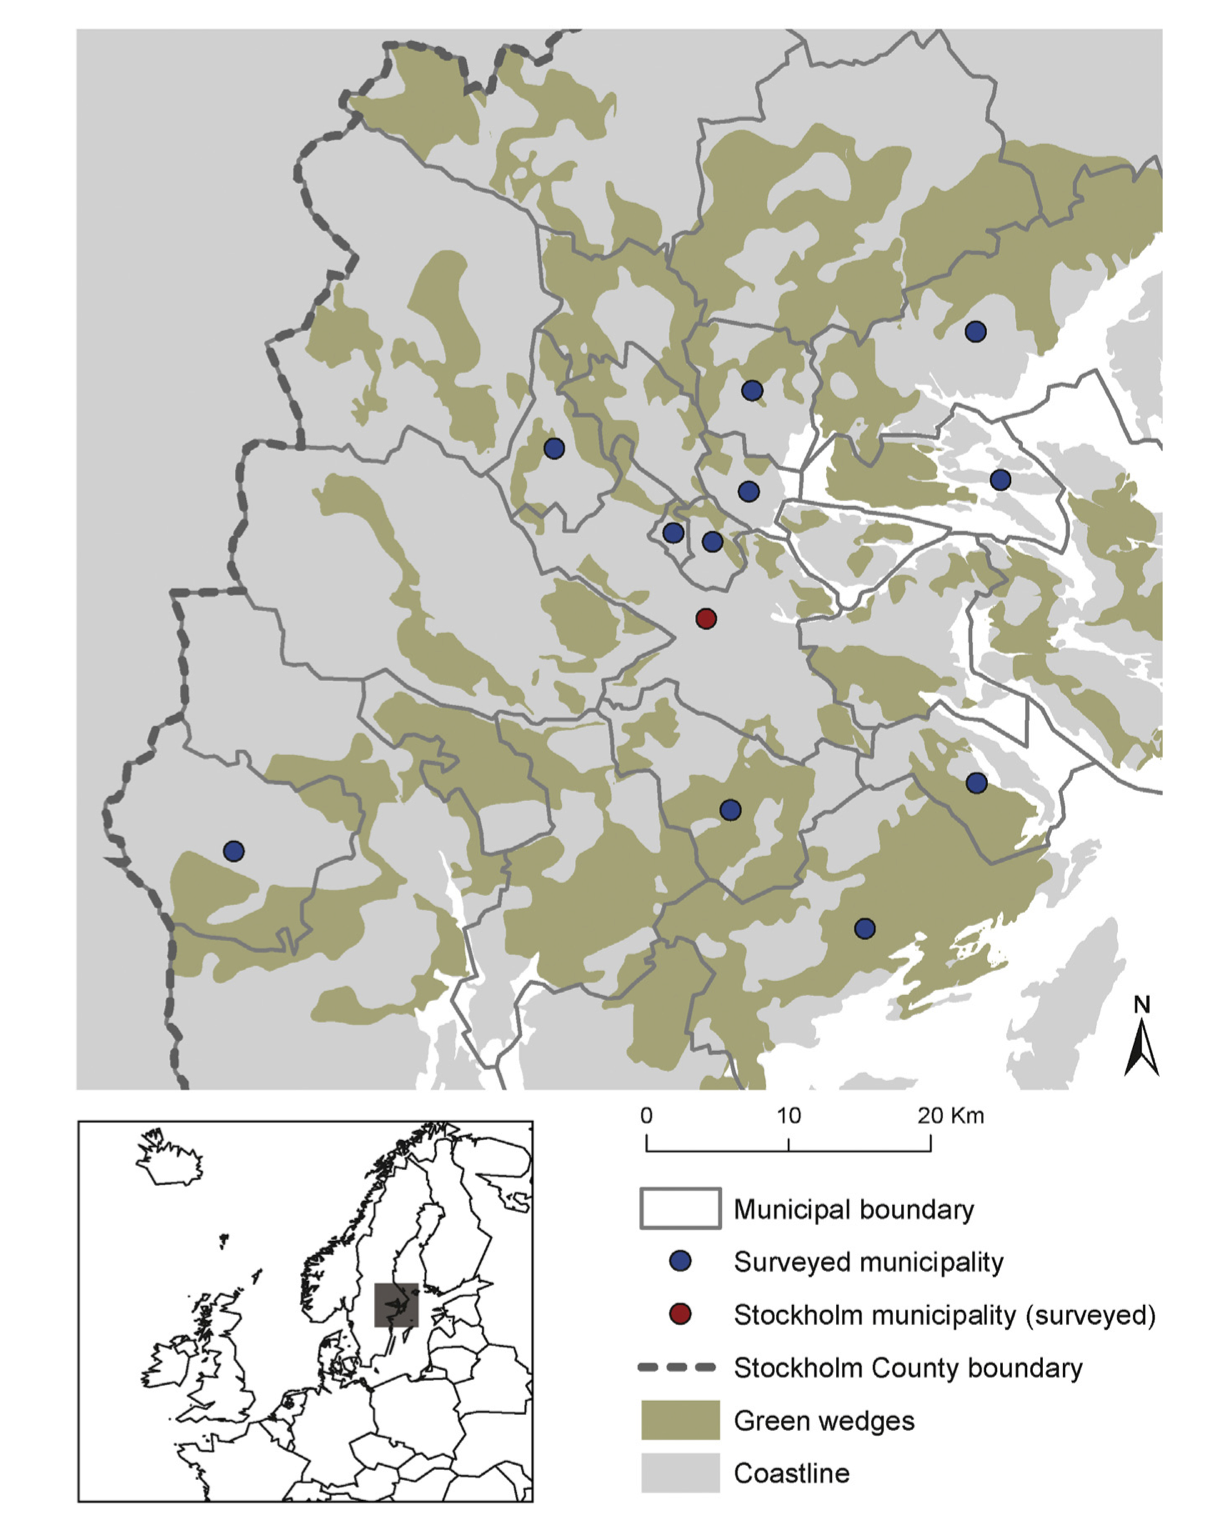 N
0 10 20 Km
Municipal boundary
Surveyed municipality
Stockholm municipality (surveyed)
Stockholm County boundary
Green wedges
Coastline